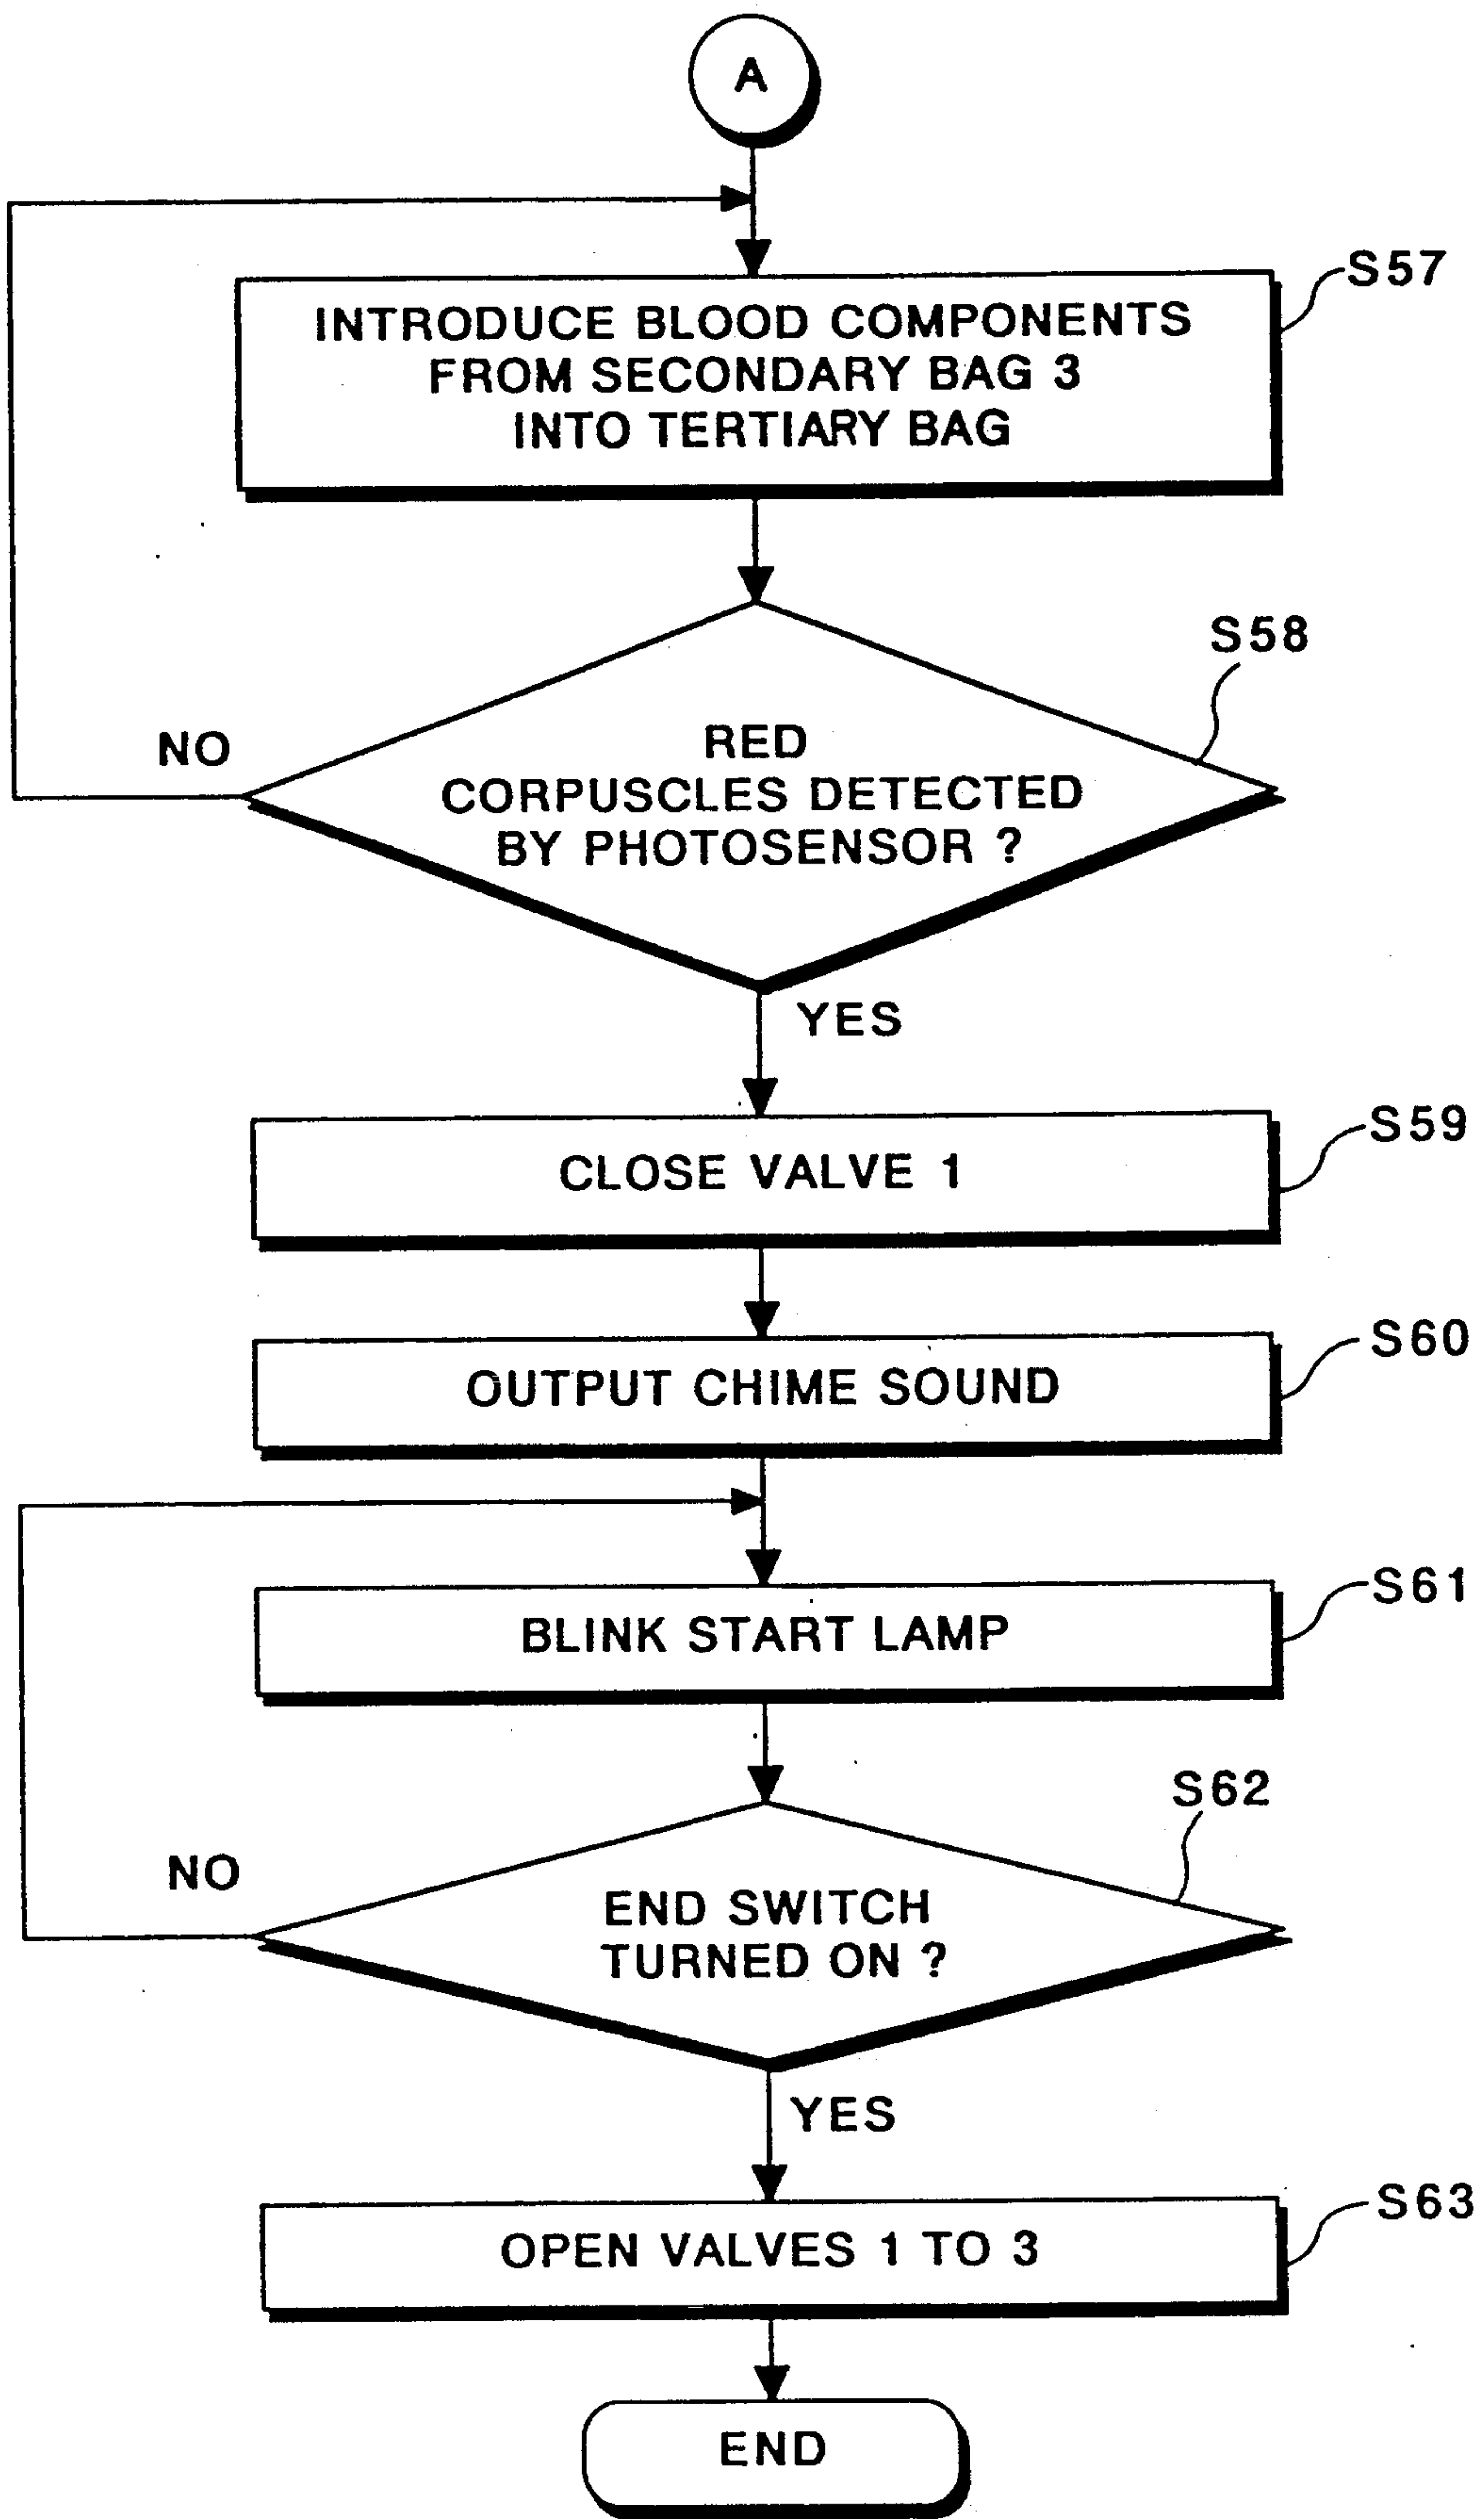 A
S57
INTRODUCE BLOOD COMPONENTS
FROM SECONDARY BAG 3
INTO TERTIARY BAG
S58
NO
RED
CORPUSCLES DETECTED
BY PHOTOSENSOR ?
YES
S59
CLOSE VALVE 1
S60
OUTPUT CHIME SOUND
S61
BLINK START LAMP
S62
NO
END SWITCH
TURNED ON ?
YES
S63
OPEN VALVES 1 TO 3
END